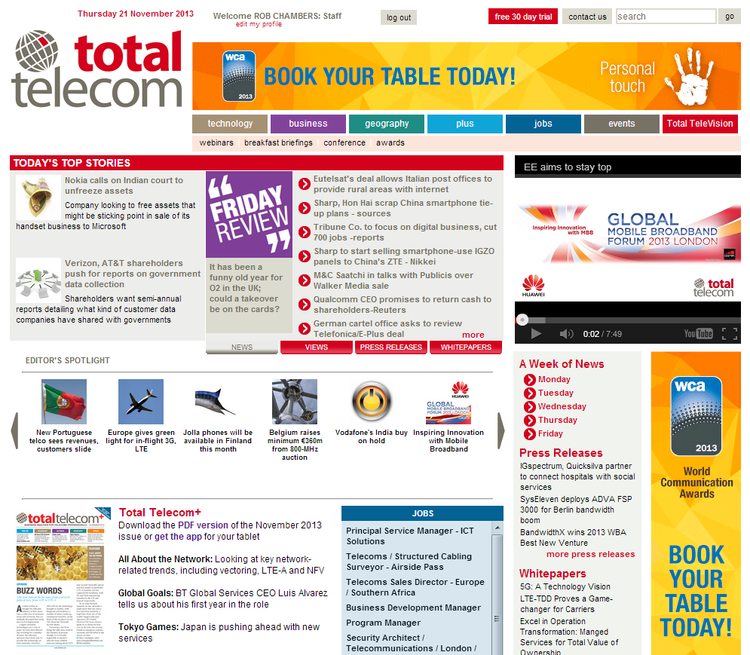 Thursday 21 November 2013
Welcome ROB CHAMBERS: Staff
edit my profile
log out
free 30 day trial
contact us
search
go
total
telecom
wca
2013
BOOK YOUR TABLE TODAY!
Personal
touch
technology
business
geography
plus
jobs
events
Total TeleVision
webinars
breakfast briefings
conference
awards
TODAY'S TOP STORIES
Nokia calls on Indian court to
unfreeze assets
Company looking to free assets that
might be sticking point in sale of its
handset business to Microsoft
Verizon, AT&T shareholders
push for reports on government
data collection
Shareholders want semi-annual
reports detailing what kind of customer data
companies have shared with governments
“
FRIDAY
REVIEW
”
It has been a
funny old year for
O2 in the UK;
could a takeover
be on the cards?
Eutelsat's deal allows Italian post offices to
provide rural areas with internet
Sharp, Hon Hai scrap China smartphone tie-
up plans - sources
Tribune Co. to focus on digital business, cut
700 jobs -reports
Sharp to start selling smartphone-use IGZO
panels to China's ZTE - Nikkei
M&C Saatchi in talks with Publicis over
Walker Media sale
Qualcomm CEO promises to return cash to
shareholders-Reuters
German cartel office asks to review
Telefonica/E-Plus deal
more
NEWS
VIEWS
PRESS RELEASES
WHITEPAPERS
EE aims to stay top
Inspiring Innovation
with MBB
GLOBAL
MOBILE BROADBAND
FORUM 2013 LONDON
HUAWEI
total
telecom
0:02 / 7:49
YouTube
EDITOR'S SPOTLIGHT
New Portuguese
telco sees revenues,
customers slide
Europe gives green
light for in-flight 3G,
LTE
Jolla phones will be
available in Finland
this month
Belgium raises
minimum €360m
from 800-MHz
auction
Vodafone's India buy
on hold
HUAWEI
GLOBAL
MOBILE BROADBAND
Inspiring Innovation
with Mobile
Broadband
A Week of News
Monday
Tuesday
Wednesday
Thursday
Friday
Press Releases
IGspectrum, Quicksilva partner
to connect hospitals with social
services
SysEleven deploys ADVA FSP
3000 for Berlin bandwidth
boom
BandwidthX wins 2013 WBA
Best New Venture
more press releases
Whitepapers
5G: A Technology Vision
LTE-TDD Proves a Game-
changer for Carriers
Excel in Operation
Transformation: Manged
Services for Total Value of
Ownership
wca
2013
World
Communication
Awards
BOOK
YOUR
TABLE
TODAY!
totaltelecom+
BUZZ WORDS
Total Telecom+
Download the PDF version of the November 2013
issue or get the app for your tablet
All About the Network: Looking at key network-
related trends, including vectoring, LTE-A and NFV
Global Goals: BT Global Services CEO Luis Alvarez
tells us about his first year in the role
Tokyo Games: Japan is pushing ahead with new
services
JOBS
Principal Service Manager - ICT
Solutions
Telecoms / Structured Cabling
Surveyor - Airside Pass
Telecoms Sales Director - Europe
/ Southern Africa
Business Development Manager
Program Manager
Security Architect /
Telecommunications / London /